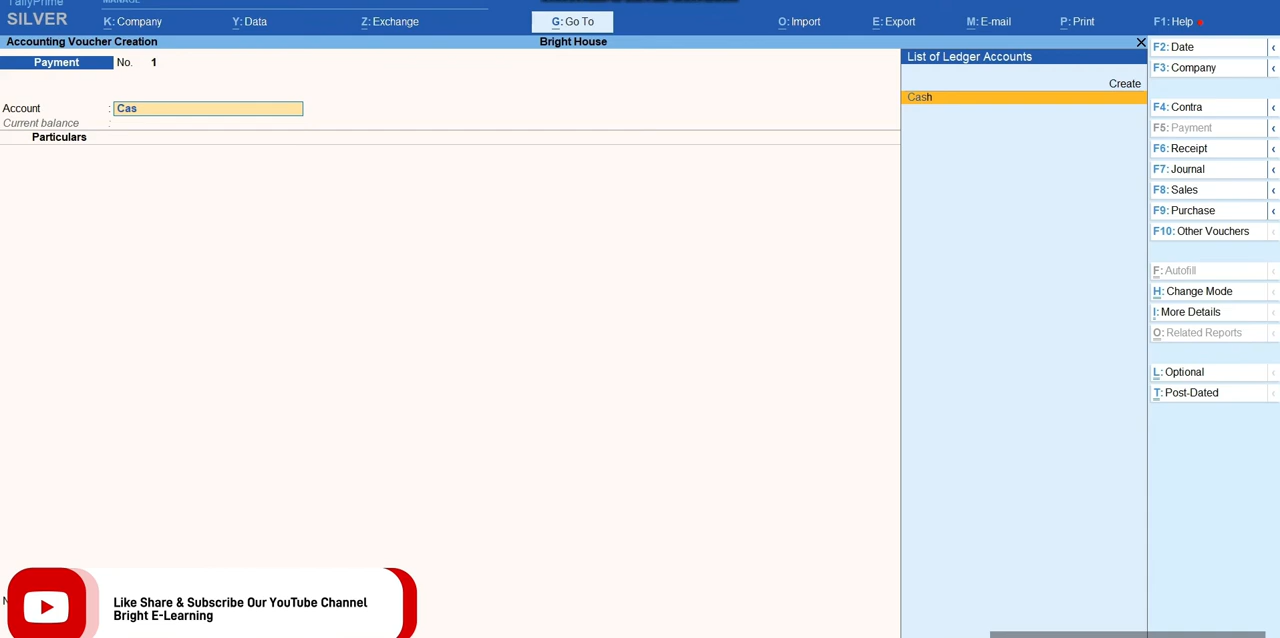 TallyPrime
MANAGE
SILVER
K: Company
Y: Data
Z: Exchange
G: Go To
O: Import
E: Export
M: E-mail
P: Print
F1: Help
Accounting Voucher Creation
Bright House
Payment
No. 1
Account : Cas
Current balance :
Particulars
List of Ledger Accounts
Create
Cash
F2: Date
F3: Company
F4: Contra
F5: Payment
F6: Receipt
F7: Journal
F8: Sales
F9: Purchase
F10: Other Vouchers
F: Autofill
H: Change Mode
I: More Details
O: Related Reports
L: Optional
T: Post-Dated
Like Share & Subscribe Our YouTube Channel
Bright E-Learning